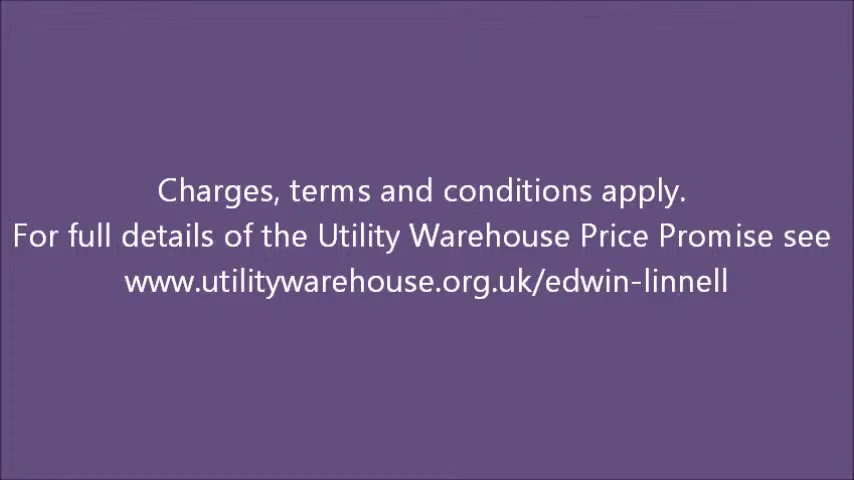 Charges, terms and conditions apply.
For full details of the Utility Warehouse Price Promise see
www.utilitywarehouse.org.uk/edwin-linnell